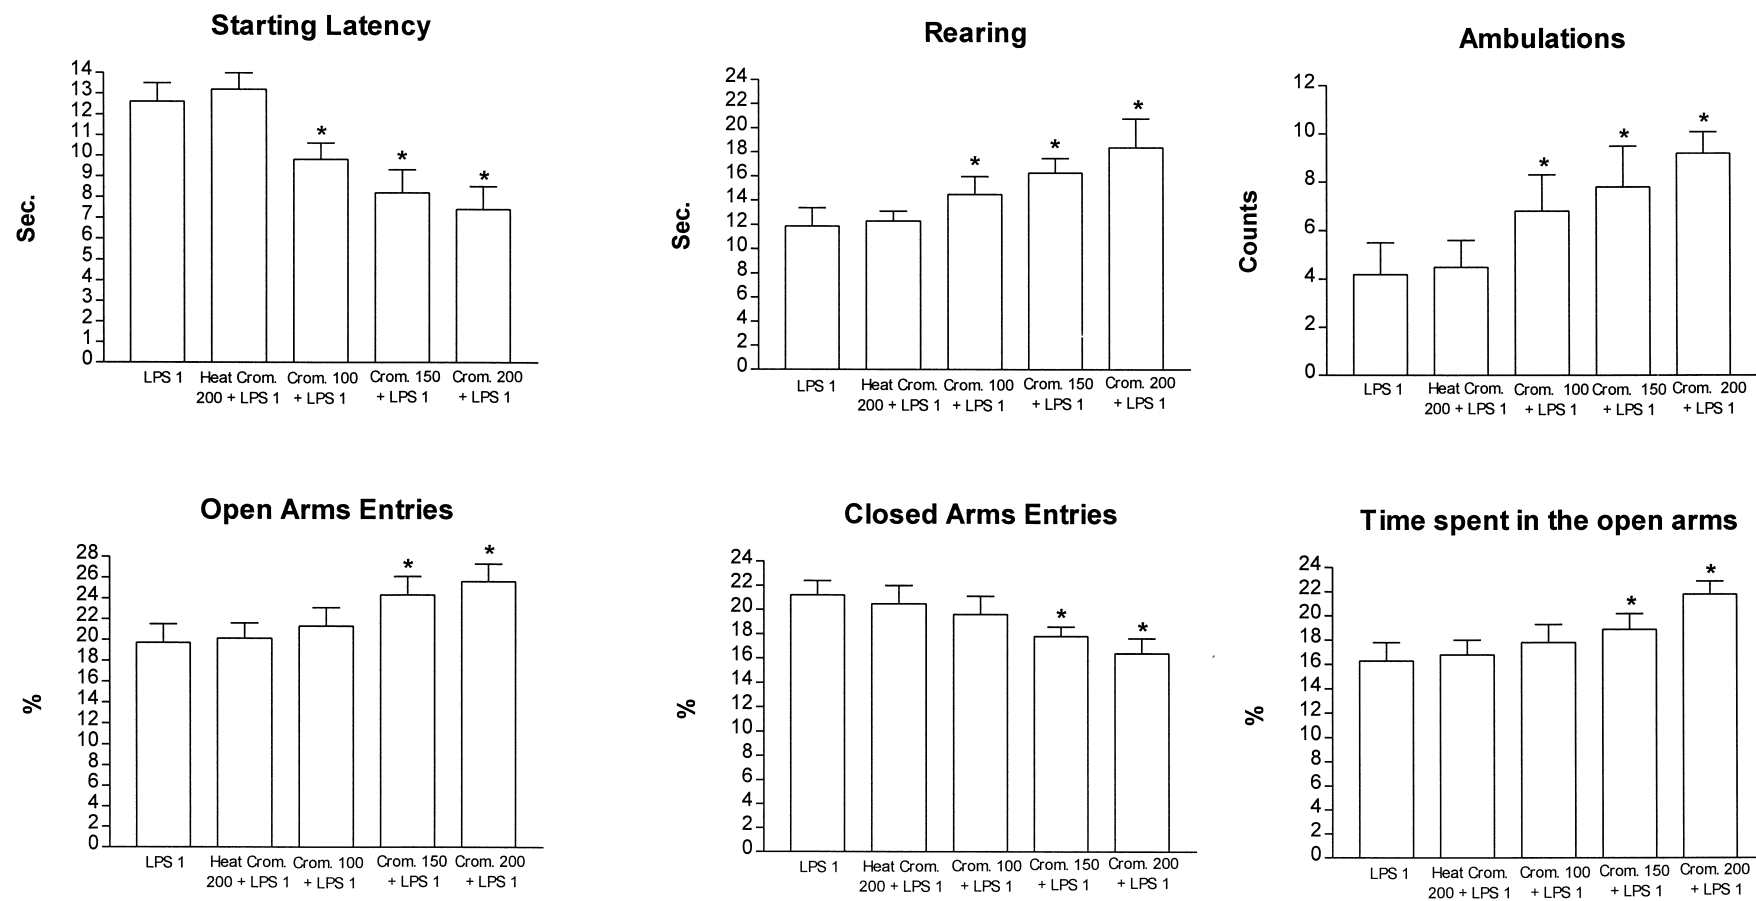 Starting Latency
14
13
12
11
10
9
8
7
6
5
4
3
2
1
0
Sec.
*
*
*
LPS 1
Heat Crom.
200 + LPS 1
Crom. 100
+ LPS 1
Crom. 150
+ LPS 1
Crom. 200
+ LPS 1
Rearing
24
22
20
18
16
14
12
10
8
6
4
2
0
Sec.
*
*
*
LPS 1
Heat Crom.
200 + LPS 1
Crom. 100
+ LPS 1
Crom. 150
+ LPS 1
Crom. 200
+ LPS 1
Ambulations
12
10
8
6
4
2
0
Counts
*
*
*
LPS 1
Heat Crom.
200 + LPS 1
Crom. 100
+ LPS 1
Crom. 150
+ LPS 1
Crom. 200
+ LPS 1
Open Arms Entries
28
26
24
22
20
18
16
14
12
10
8
6
4
2
0
%
*
*
LPS 1
Heat Crom.
200 + LPS 1
Crom. 100
+ LPS 1
Crom. 150
+ LPS 1
Crom. 200
+ LPS 1
Closed Arms Entries
24
22
20
18
16
14
12
10
8
6
4
2
0
%
*
*
LPS 1
Heat Crom.
200 + LPS 1
Crom. 100
+ LPS 1
Crom. 150
+ LPS 1
Crom. 200
+ LPS 1
Time spent in the open arms
24
22
20
18
16
14
12
10
8
6
4
2
0
%
*
*
LPS 1
Heat Crom.
200 + LPS 1
Crom. 100
+ LPS 1
Crom. 150
+ LPS 1
Crom. 200
+ LPS 1